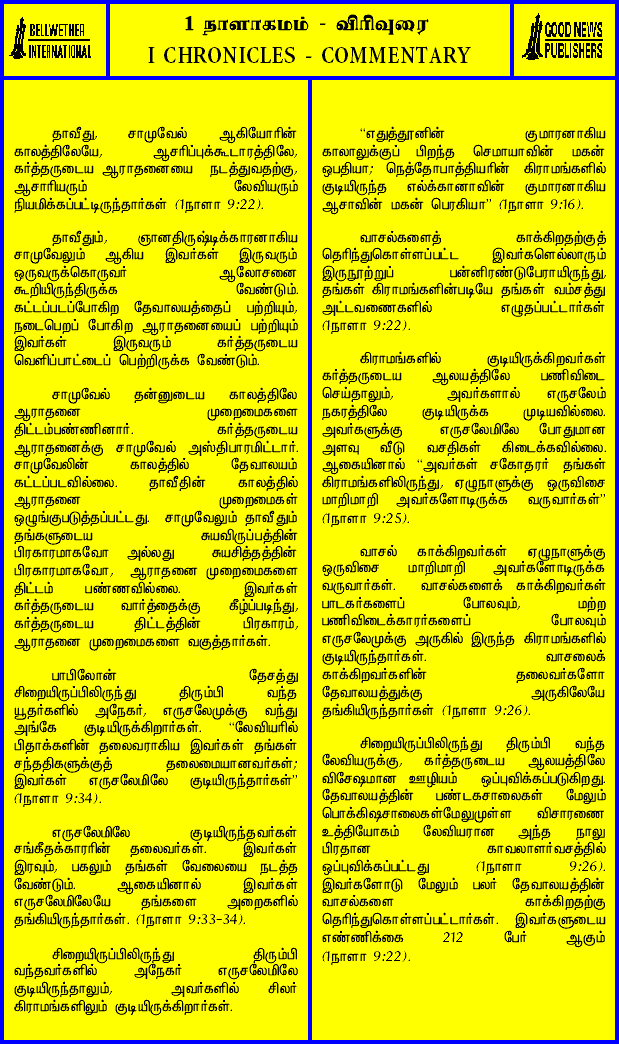 BELLWETHER
INTERNATIONAL
1 நாளாகமம் - விரிவுரை
I CHRONICLES - COMMENTARY
GOOD NEWS
PUBLISHERS
தாவீது, சாமுவேல் ஆகியோரின்
காலத்திலேயே, ஆசரிப்புக்கூடாரத்திலே,
கர்த்தருடைய ஆராதனையை நடத்துவதற்கு,
ஆசாரியரும் லேவியரும்
நியமிக்கப்பட்டிருந்தார்கள் (1நாளா 9:22).
தாவீதும், ஞானதிருஷ்டிக்காரனாகிய
சாமுவேலும் ஆகிய இவர்கள் இருவரும்
ஒருவருக்கொருவர் ஆலோசனை
கூறியிருந்திருக்க வேண்டும்.
கட்டப்படப்போகிற தேவாலயத்தைப் பற்றியும்,
நடைபெறப் போகிற ஆராதனையைப் பற்றியும்
இவர்கள் இருவரும் கர்த்தருடைய
வெளிப்பாட்டைப் பெற்றிருக்க வேண்டும்.
சாமுவேல் தன்னுடைய காலத்திலே
ஆராதனை முறைமைகளை
திட்டம்பண்ணினார். கர்த்தருடைய
ஆராதனைக்கு சாமுவேல் அஸ்திபாரமிட்டார்.
சாமுவேலின் காலத்தில் தேவாலயம்
கட்டப்படவில்லை. தாவீதின் காலத்தில்
ஆராதனை முறைமைகள்
ஒழுங்குபடுத்தப்பட்டது. சாமுவேலும் தாவீதும்
தங்களுடைய சுயவிருப்பத்தின்
பிரகாரமாகவோ அல்லது சுயசித்தத்தின்
பிரகாரமாகவோ, ஆராதனை முறைமைகளை
திட்டம் பண்ணவில்லை. இவர்கள்
கர்த்தருடைய வார்த்தைக்கு கீழ்ப்படிந்து,
கர்த்தருடைய திட்டத்தின் பிரகாரம்,
ஆராதனை முறைமைகளை வகுத்தார்கள்.
பாபிலோன் தேசத்து
சிறையிருப்பிலிருந்து திரும்பி வந்த
யூதர்களில் அநேகர், எருசலேமுக்கு வந்து
அங்கே குடியிருக்கிறார்கள். “லேவியரில்
பிதாக்களின் தலைவராகிய இவர்கள் தங்கள்
சந்ததிகளுக்குத் தலைமையானவர்கள்;
இவர்கள் எருசலேமிலே குடியிருந்தார்கள்”
(1நாளா 9:34).
எருசலேமிலே குடியிருந்தவர்கள்
சங்கீதக்காரரின் தலைவர்கள். இவர்கள்
இரவும், பகலும் தங்கள் வேலையை நடத்த
வேண்டும். ஆகையினால் இவர்கள்
எருசலேமிலேயே தங்களை அறைகளில்
தங்கியிருந்தார்கள். (1நாளா 9:33-34).
சிறையிருப்பிலிருந்து திரும்பி
வந்தவர்களில் அநேகர் எருசலேமிலே
குடியிருந்தாலும், அவர்களில் சிலர்
கிராமங்களிலும் குடியிருக்கிறார்கள்.
“எதுத்தூனின் குமாரனாகிய
காலாலுக்குப் பிறந்த செமாயாவின் மகன்
ஒபதியா; நெத்தோபாத்தியரின் கிராமங்களில்
குடியிருந்த எல்க்கானாவின் குமாரனாகிய
ஆசாவின் மகன் பெரகியா” (1நாளா 9:16).
வாசல்களைத் காக்கிறதற்குத்
தெரிந்துகொள்ளப்பட்ட இவர்களெல்லாரும்
இருநூற்றுப் பன்னிரண்டுபேராயிருந்து,
தங்கள் கிராமங்களின்படியே தங்கள் வம்சத்து
அட்டவணைகளில் எழுதப்பட்டார்கள்
(1நாளா 9:22).
கிராமங்களில் குடியிருக்கிறவர்கள்
கர்த்தருடைய ஆலயத்திலே பணிவிடை
செய்தாலும், அவர்களால் எருசலேம்
நகரத்திலே குடியிருக்க முடியவில்லை.
அவர்களுக்கு எருசலேமிலே போதுமான
அளவு வீடு வசதிகள் கிடைக்கவில்லை.
ஆகையினால் “அவர்கள் சகோதரர் தங்கள்
கிராமங்களிலிருந்து, ஏழுநாளுக்கு ஒருவிசை
மாறிமாறி அவர்களோடிருக்க வருவார்கள்”
(1நாளா 9:25).
வாசல் காக்கிறவர்கள் ஏழுநாளுக்கு
ஒருவிசை மாறிமாறி அவர்களோடிருக்க
வருவார்கள். வாசல்களைக் காக்கிறவர்கள்
பாடகர்களைப் போலவும், மற்ற
பணிவிடைக்காரர்களைப் போலவும்
எருசலேமுக்கு அருகில் இருந்த கிராமங்களில்
குடியிருந்தார்கள். வாசலைக்
காக்கிறவர்களின் தலைவர்களோ
தேவாலயத்துக்கு அருகிலேயே
தங்கியிருந்தார்கள் (1நாளா 9:26).
சிறையிருப்பிலிருந்து திரும்பி வந்த
லேவியருக்கு, கர்த்தருடைய ஆலயத்திலே
விசேஷமான ஊழியம் ஒப்புவிக்கப்படுகிறது.
தேவாலயத்தின் பண்டகசாலைகள் மேலும்
பொக்கிஷசாலைகள்மேலுமுள்ள விசாரணை
உத்தியோகம் லேவியரான அந்த நாலு
பிரதான காவலாளர்வசத்தில்
ஒப்புவிக்கப்பட்டது (1நாளா 9:26).
இவர்களோடு மேலும் பலர் தேவாலயத்தின்
வாசல்களை காக்கிறதற்கு
தெரிந்துகொள்ளப்பட்டார்கள். இவர்களுடைய
எண்ணிக்கை 212 பேர் ஆகும்
(1நாளா 9:22).